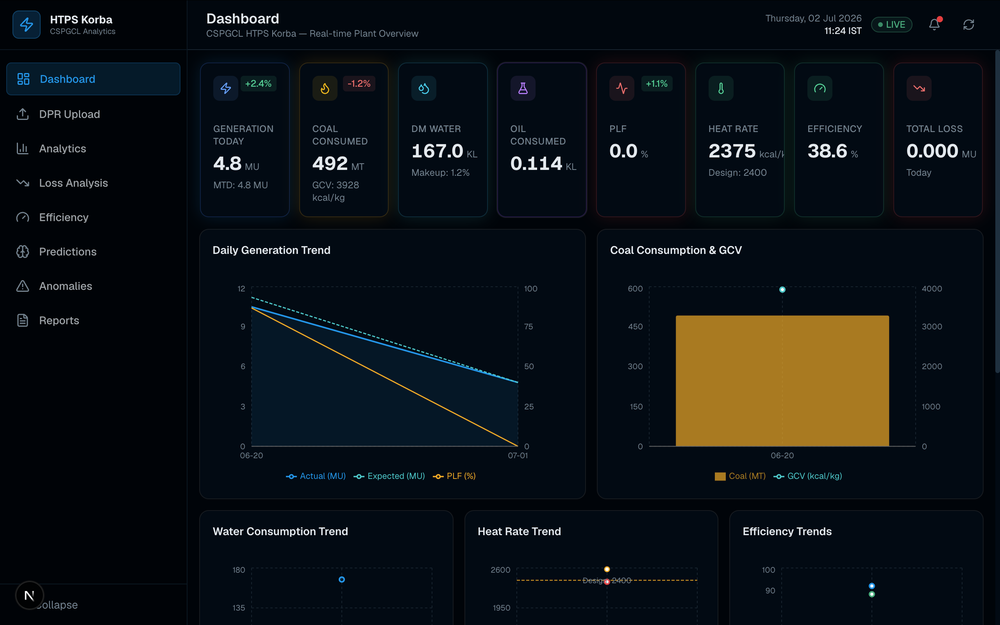 HTPS Korba
CSPGCL Analytics
Dashboard
CSPGCL HTPS Korba — Real-time Plant Overview
Thursday, 02 Jul 2026
11:24 IST
LIVE
Dashboard
DPR Upload
Analytics
Loss Analysis
Efficiency
Predictions
Anomalies
Reports
N
ollapse
+2.4%
GENERATION
TODAY
4.8 MU
MTD: 4.8 MU
-1.2%
COAL
CONSUMED
492 MT
GCV: 3928
kcal/kg
DM WATER
167.0 KL
Makeup: 1.2%
OIL
CONSUMED
0.114 KL
+1.1%
PLF
0.0 %
HEAT RATE
2375 kcal/k
Design: 2400
EFFICIENCY
38.6 %
TOTAL LOSS
0.000 MU
Today
Daily Generation Trend
12
9
6
3
0
100
75
50
25
0
06-20
07-01
Actual (MU)
Expected (MU)
PLF (%)
Coal Consumption & GCV
600
450
300
150
0
4000
3000
2000
1000
0
06-20
Coal (MT)
GCV (kcal/kg)
Water Consumption Trend
180
135
Heat Rate Trend
2600
1950
Design: 2400
Efficiency Trends
100
90